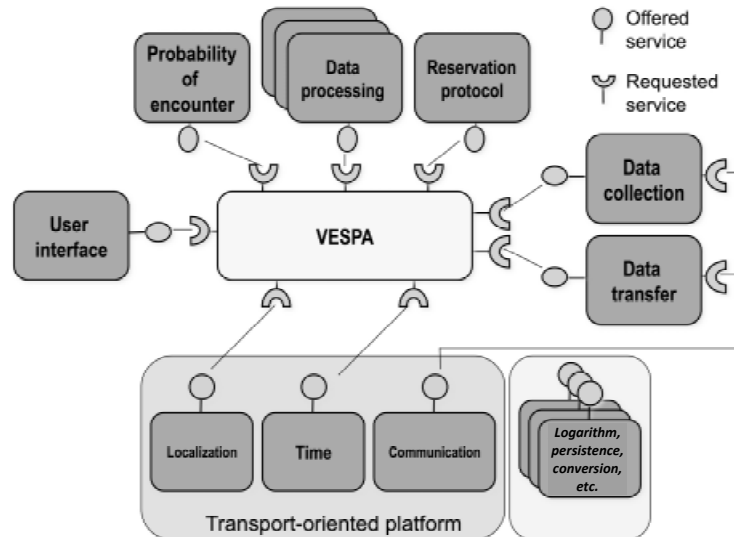 Offered
service
Requested
service
Probability
of
encounter
Data
processing
Reservation
protocol
Data
collection
User
interface
VESPA
Data
transfer
Localization
Time
Communication
Logarithm,
persistence,
conversion,
etc.
Transport-oriented platform